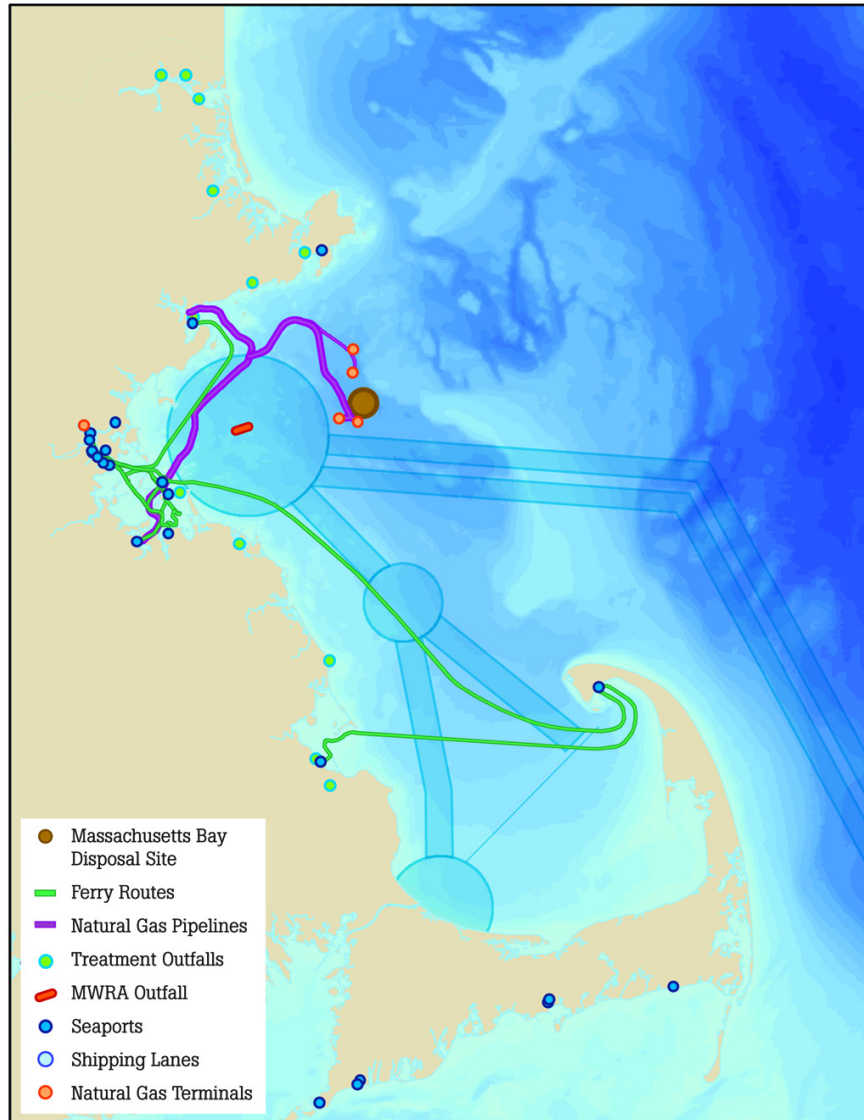 Massachusetts Bay
Disposal Site
Ferry Routes
Natural Gas Pipelines
Treatment Outfalls
MWRA Outfall
Seaports
Shipping Lanes
Natural Gas Terminals